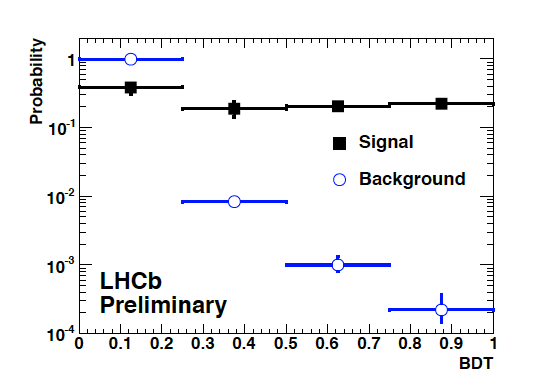 Probability
1
10⁻¹
10⁻²
10⁻³
10⁻⁴
Signal
Background
LHCb
Preliminary
0 0.1 0.2 0.3 0.4 0.5 0.6 0.7 0.8 0.9 1
BDT